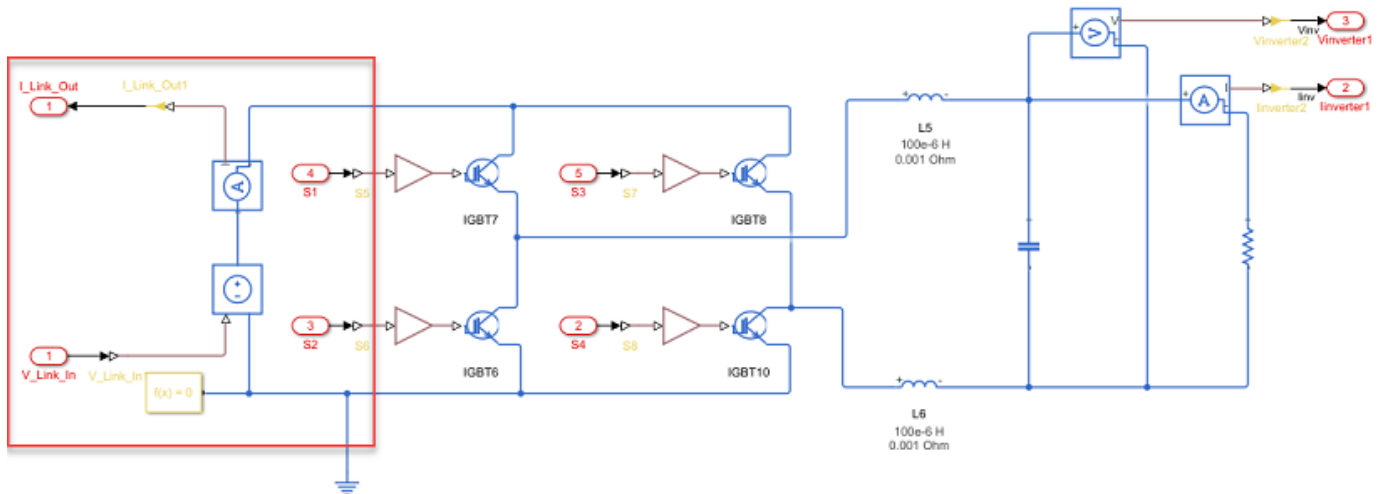 I_Link_Out
1
I_Link_Out1
A
+
-
1
V_Link_In
V_Link_In
f(x) = 0
4
S1
S5
IGBT7
5
S3
S7
IGBT8
3
S2
S6
IGBT6
2
S4
S8
IGBT10
+
-
L5
100e-6 H
0.001 Ohm
+
-
L6
100e-6 H
0.001 Ohm
+
V
V
-
Vinverter2
Vinv
3
Vinverter1
+
A
I
-
Iinverter2
Iinv
2
Iinverter1